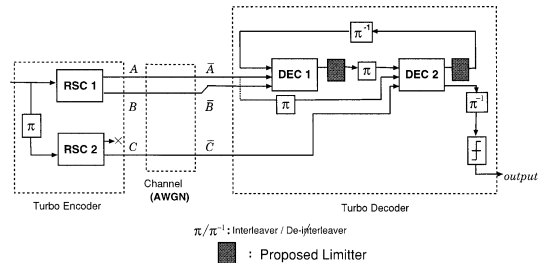 π⁻¹
A
Ā
DEC 1
π
DEC 2
RSC 1
B
B̄
π
π⁻¹
π
RSC 2
C
C̄
output
Channel
(AWGN)
Turbo Encoder
Turbo Decoder
π/π⁻¹: Interleaver / De-interleaver
: Proposed Limitter